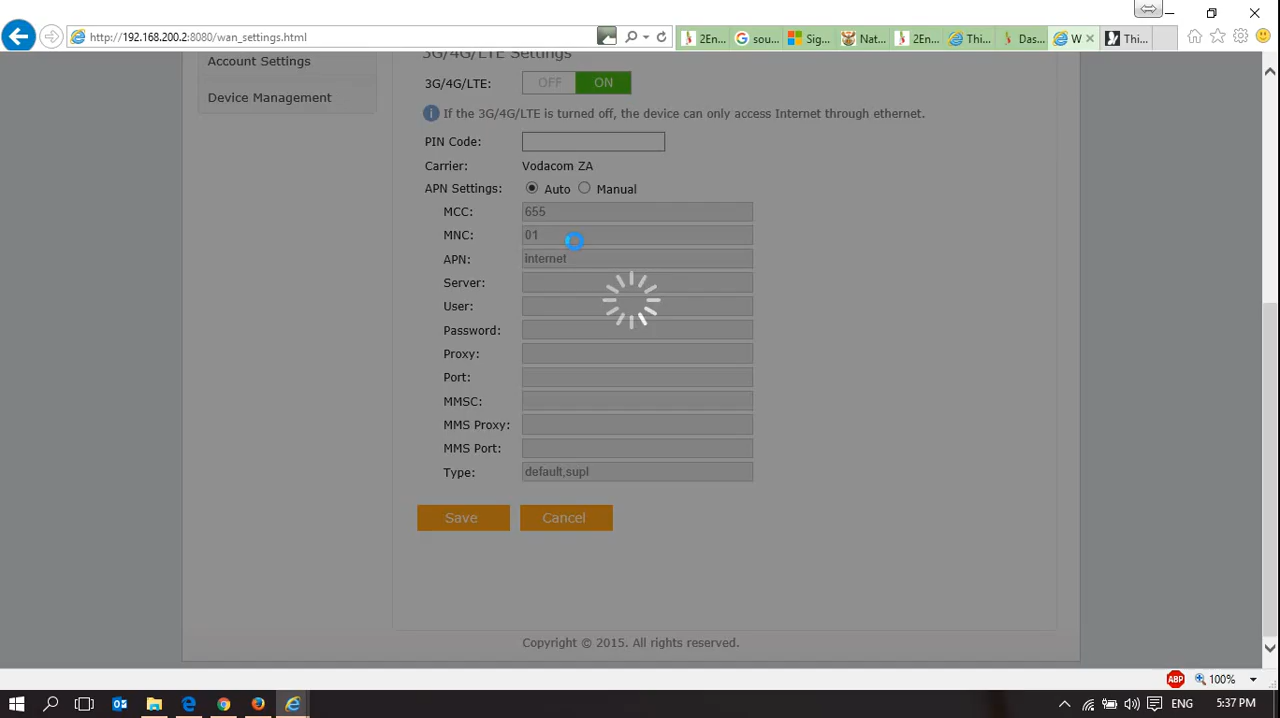 http://192.168.200.2:8080/wan_settings.html
2En...
sou...
Sig...
Nat...
2En...
Thi...
Das...
W
Thi...
Account Settings
Device Management
3G/4G/LTE Settings
3G/4G/LTE:
OFF
ON
If the 3G/4G/LTE is turned off, the device can only access Internet through ethernet.
PIN Code:
Carrier:
Vodacom ZA
APN Settings:
Auto
Manual
MCC:
655
MNC:
01
APN:
internet
Server:
User:
Password:
Proxy:
Port:
MMSC:
MMS Proxy:
MMS Port:
Type:
default,supl
Save
Cancel
Copyright © 2015. All rights reserved.
ABP
100%
ENG
5:37 PM